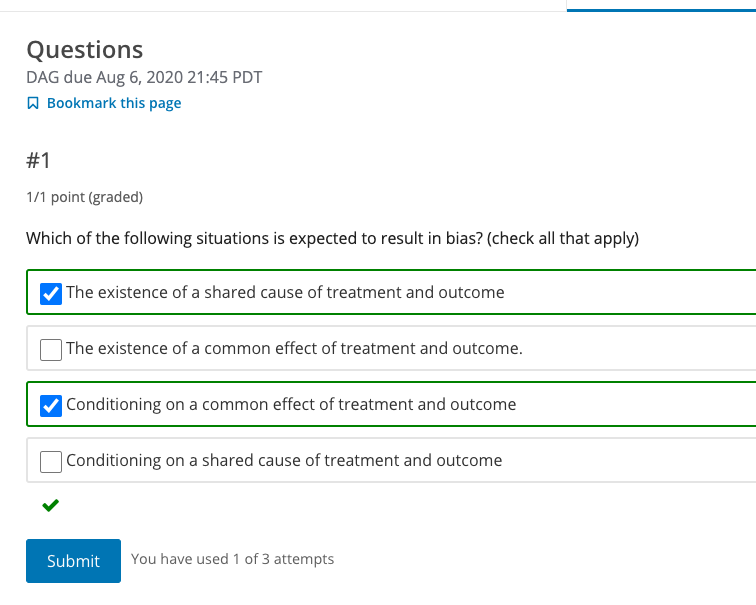 Questions
DAG due Aug 6, 2020 21:45 PDT
Bookmark this page
#1
1/1 point (graded)
Which of the following situations is expected to result in bias? (check all that apply)
The existence of a shared cause of treatment and outcome
The existence of a common effect of treatment and outcome.
Conditioning on a common effect of treatment and outcome
Conditioning on a shared cause of treatment and outcome
Submit You have used 1 of 3 attempts